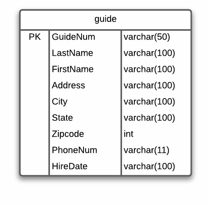 guide
PK GuideNum varchar(50)
LastName varchar(100)
FirstName varchar(100)
Address varchar(100)
City varchar(100)
State varchar(100)
Zipcode int
PhoneNum varchar(11)
HireDate varchar(100)